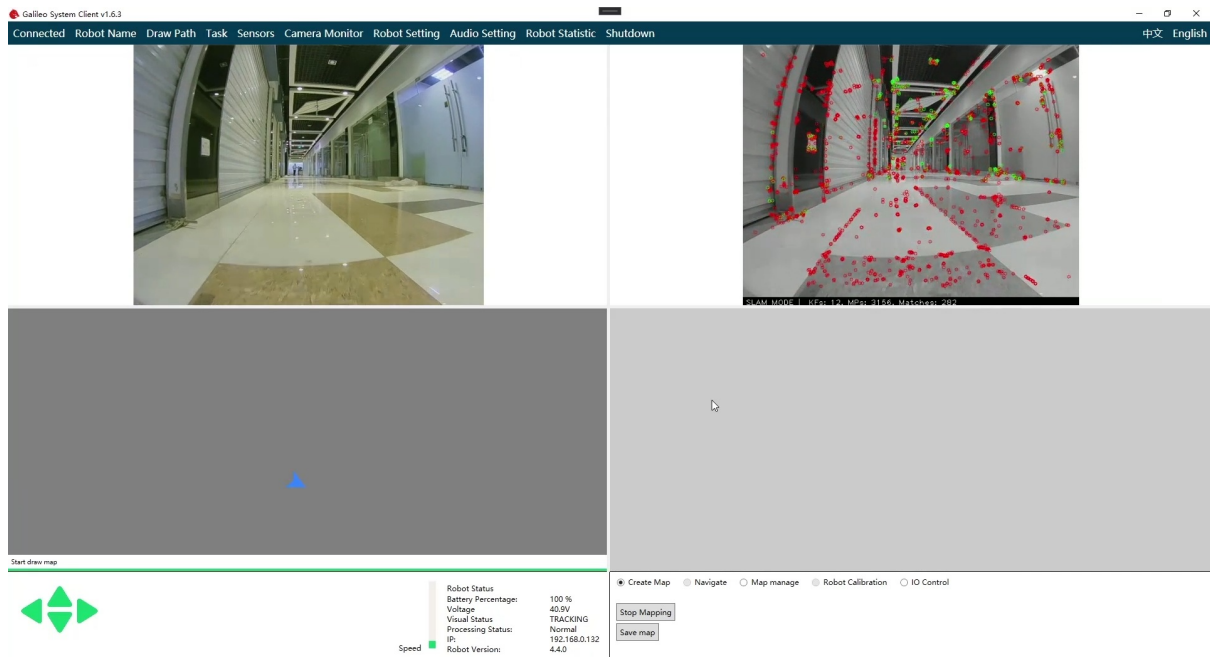 Galileo System Client v1.6.3
Connected Robot Name Draw Path Task Sensors Camera Monitor Robot Setting Audio Setting Robot Statistic Shutdown 中文 English
SLAM MODE | KFs: 12, MPs: 3156, Matches: 282
Start draw map
Speed
Robot Status
Battery Percentage: 100 %
Voltage 40.9V
Visual Status TRACKING
Processing Status: Normal
IP: 192.168.0.132
Robot Version: 4.4.0
Create Map Navigate Map manage Robot Calibration IO Control
Stop Mapping
Save map